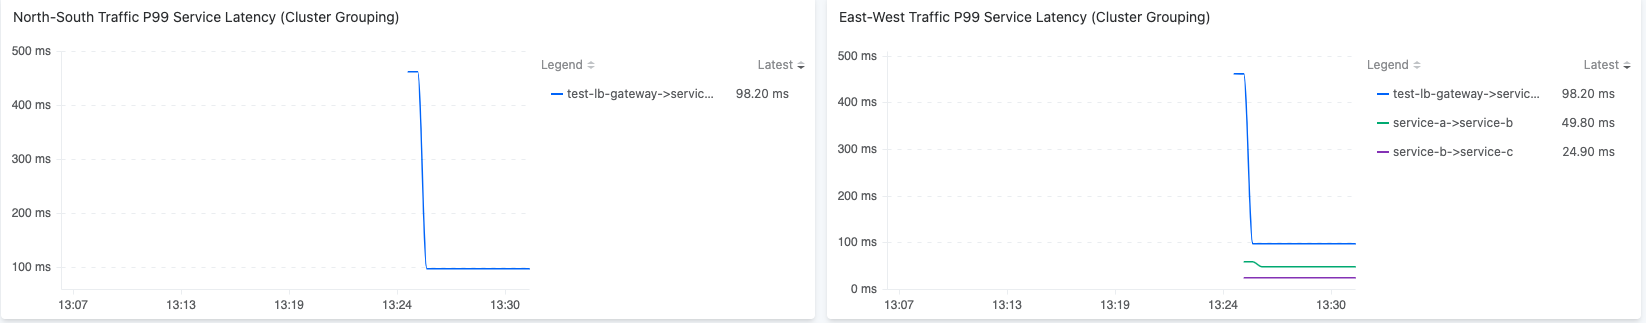 North-South Traffic P99 Service Latency (Cluster Grouping)
500 ms
400 ms
300 ms
200 ms
100 ms
13:07
13:13
13:19
13:24
13:30
Legend
Latest
test-lb-gateway->servic...
98.20 ms
East-West Traffic P99 Service Latency (Cluster Grouping)
500 ms
400 ms
300 ms
200 ms
100 ms
0 ms
13:07
13:13
13:19
13:24
13:30
Legend
Latest
test-lb-gateway->servic...
98.20 ms
service-a->service-b
49.80 ms
service-b->service-c
24.90 ms